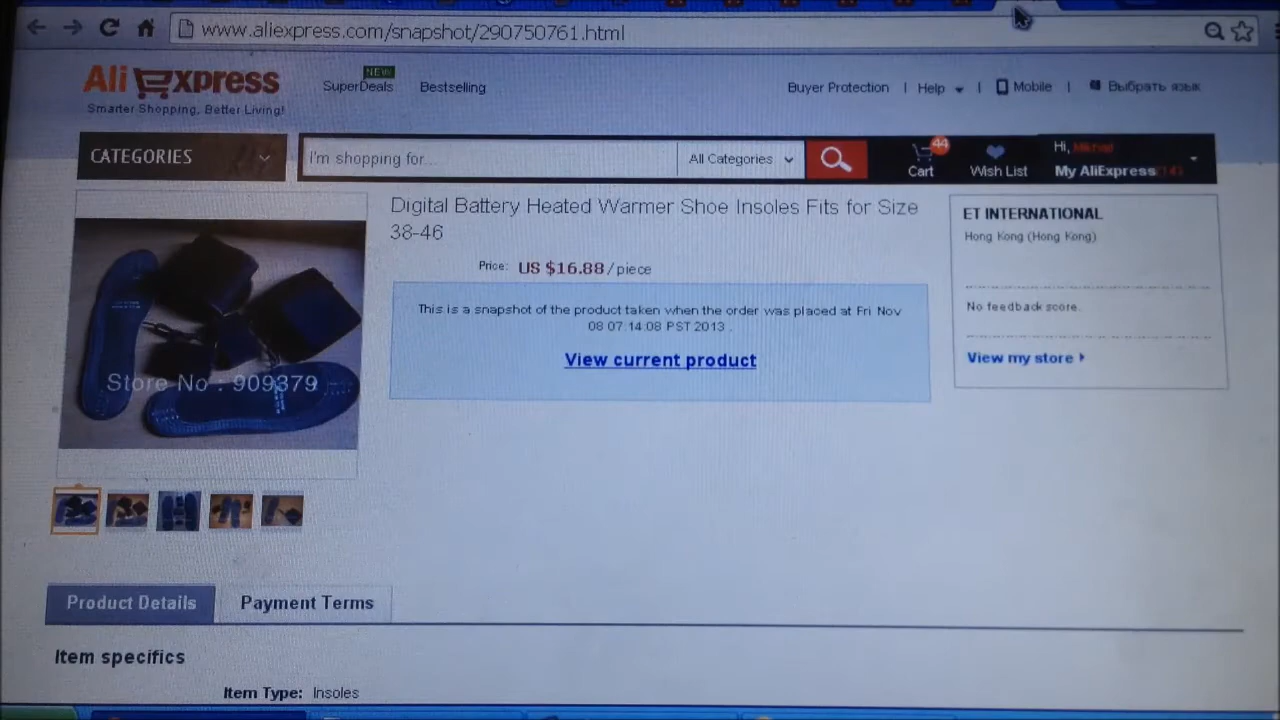 www.aliexpress.com/snapshot/290750761.html
AliExpress
Smarter Shopping, Better Living!
NEW
SuperDeals
Bestselling
Buyer Protection | Help | Mobile | Выбрать язык
CATEGORIES
I'm shopping for...
All Categories
44
Cart
Wish List
Hi, Mikhail
My AliExpress (14)
Digital Battery Heated Warmer Shoe Insoles Fits for Size
38-46
Price: US $16.88/piece
This is a snapshot of the product taken when the order was placed at Fri Nov
08 07:14:08 PST 2013 .
View current product
ET INTERNATIONAL
Hong Kong (Hong Kong)
No feedback score.
View my store
Store No : 909379
Product Details
Payment Terms
Item specifics
Item Type: Insoles